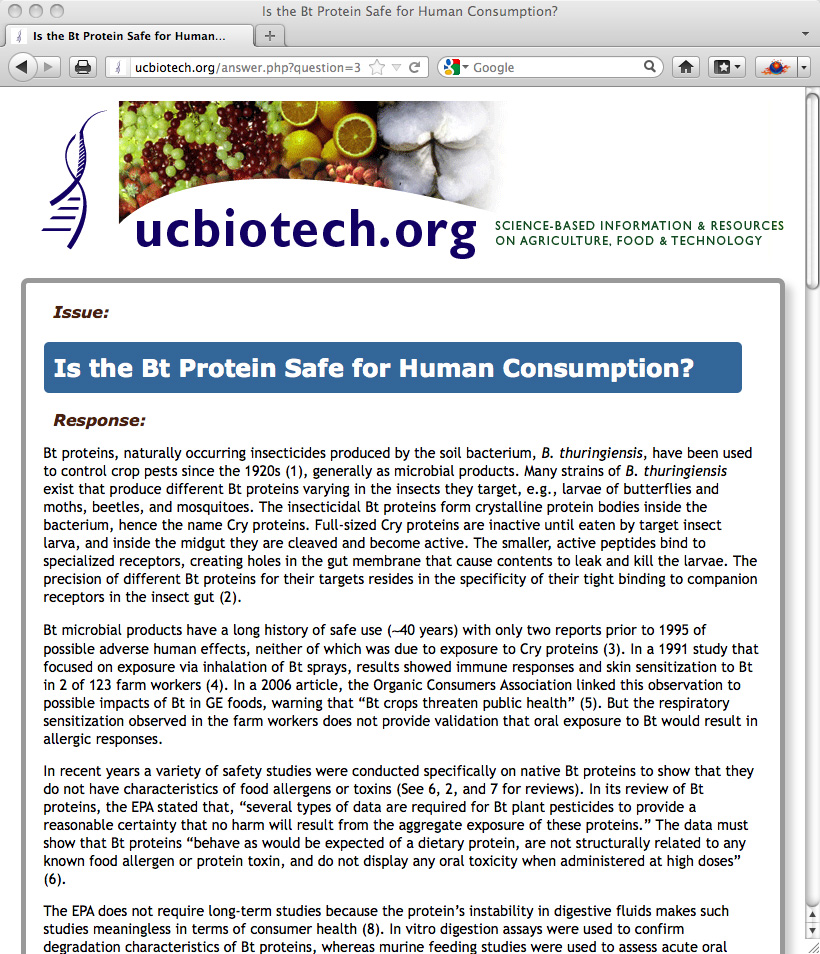 Is the Bt Protein Safe for Human Consumption?
Is the Bt Protein Safe for Human...
ucbiotech.org/answer.php?question=3
Google
ucbiotech.org
SCIENCE-BASED INFORMATION & RESOURCES
ON AGRICULTURE, FOOD & TECHNOLOGY
Issue:
Is the Bt Protein Safe for Human Consumption?
Response:
Bt proteins, naturally occurring insecticides produced by the soil bacterium, B. thuringiensis, have been used
to control crop pests since the 1920s (1), generally as microbial products. Many strains of B. thuringiensis
exist that produce different Bt proteins varying in the insects they target, e.g., larvae of butterflies and
moths, beetles, and mosquitoes. The insecticidal Bt proteins form crystalline protein bodies inside the
bacterium, hence the name Cry proteins. Full-sized Cry proteins are inactive until eaten by target insect
larva, and inside the midgut they are cleaved and become active. The smaller, active peptides bind to
specialized receptors, creating holes in the gut membrane that cause contents to leak and kill the larvae. The
precision of different Bt proteins for their targets resides in the specificity of their tight binding to companion
receptors in the insect gut (2).
Bt microbial products have a long history of safe use (~40 years) with only two reports prior to 1995 of
possible adverse human effects, neither of which was due to exposure to Cry proteins (3). In a 1991 study that
focused on exposure via inhalation of Bt sprays, results showed immune responses and skin sensitization to Bt
in 2 of 123 farm workers (4). In a 2006 article, the Organic Consumers Association linked this observation to
possible impacts of Bt in GE foods, warning that “Bt crops threaten public health” (5). But the respiratory
sensitization observed in the farm workers does not provide validation that oral exposure to Bt would result in
allergic responses.
In recent years a variety of safety studies were conducted specifically on native Bt proteins to show that they
do not have characteristics of food allergens or toxins (See 6, 2, and 7 for reviews). In its review of Bt
proteins, the EPA stated that, “several types of data are required for Bt plant pesticides to provide a
reasonable certainty that no harm will result from the aggregate exposure of these proteins.” The data must
show that Bt proteins “behave as would be expected of a dietary protein, are not structurally related to any
known food allergen or protein toxin, and do not display any oral toxicity when administered at high doses”
(6).
The EPA does not require long-term studies because the protein’s instability in digestive fluids makes such
studies meaningless in terms of consumer health (8). In vitro digestion assays were used to confirm
degradation characteristics of Bt proteins, whereas murine feeding studies were used to assess acute oral